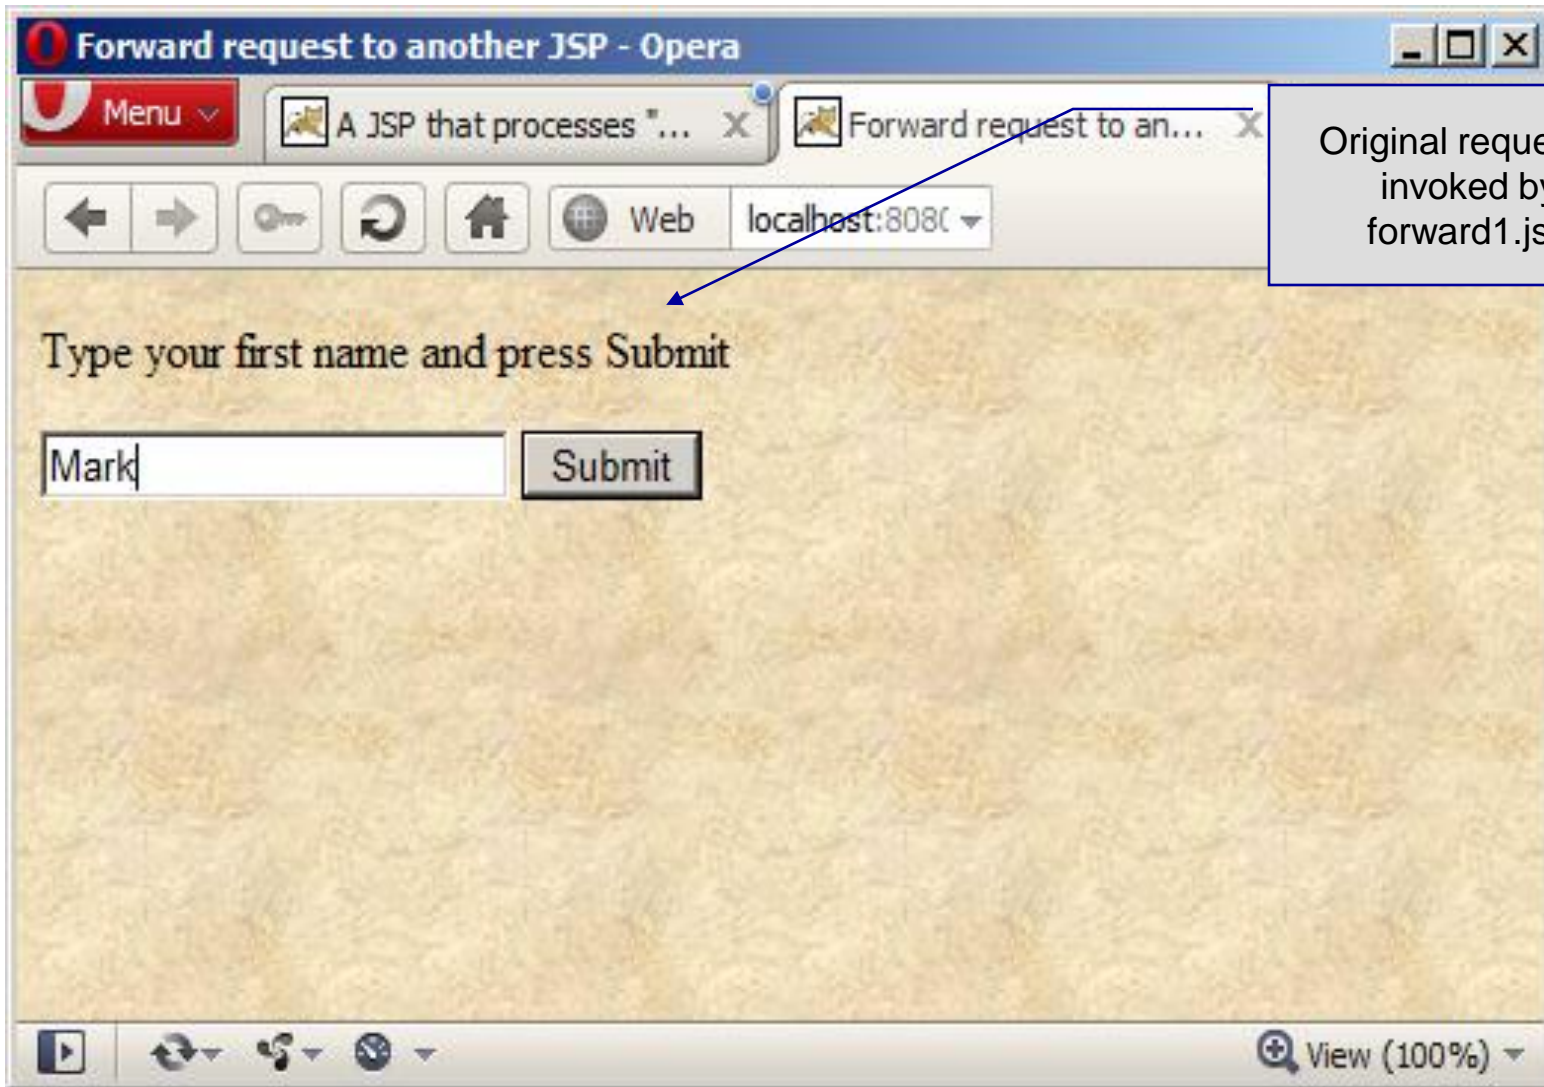 Forward request to another JSP - Opera
Menu
A JSP that processes "...
Forward request to an...
Original reque
invoked by
forward1.js
Web
localhost:8080
Type your first name and press Submit
Mark
Submit
View (100%)